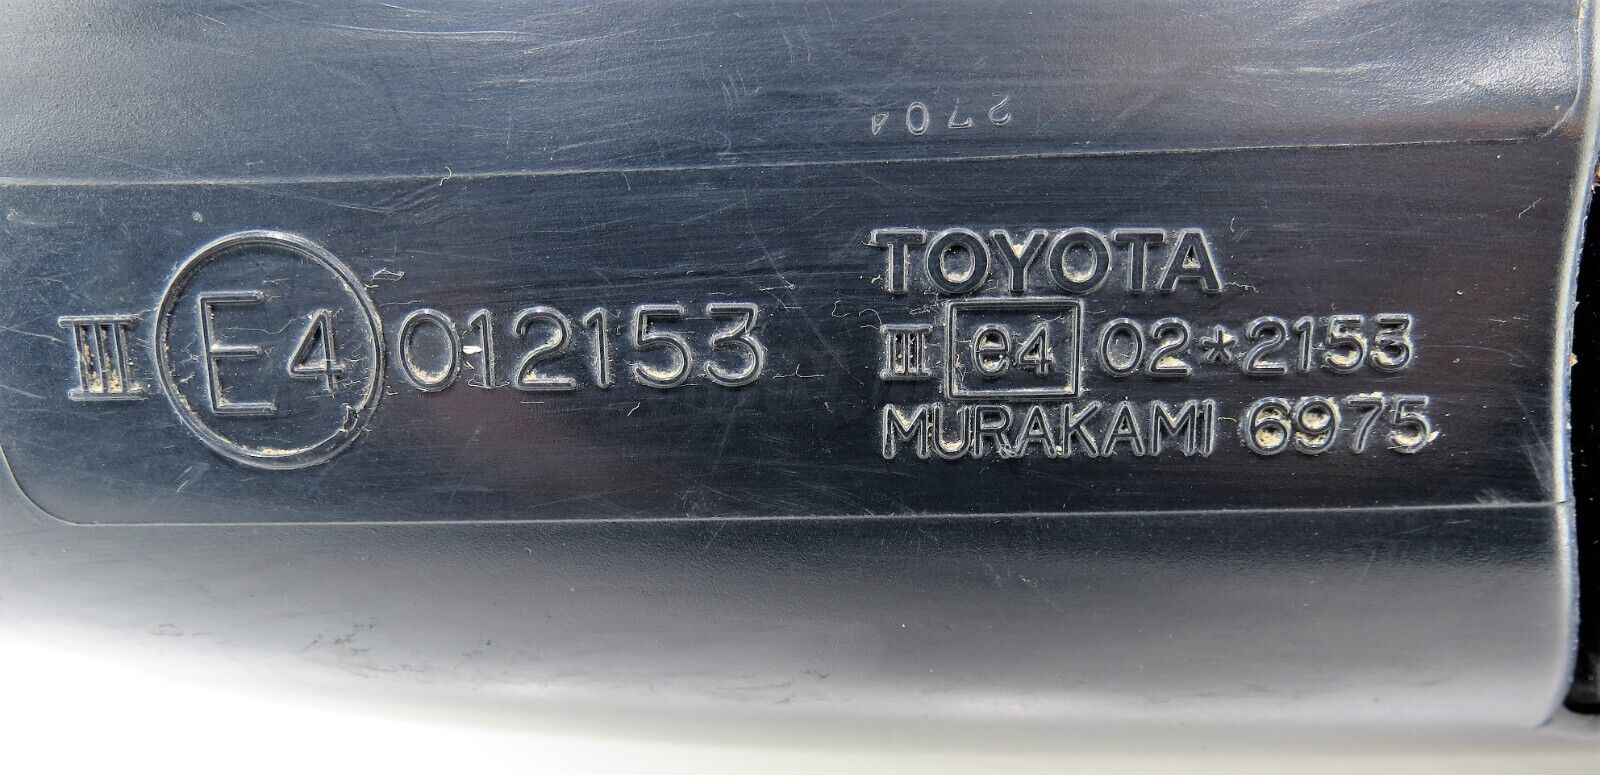 2704
III E4 012153
TOYOTA
III e4 02*2153
MURAKAMI 6975